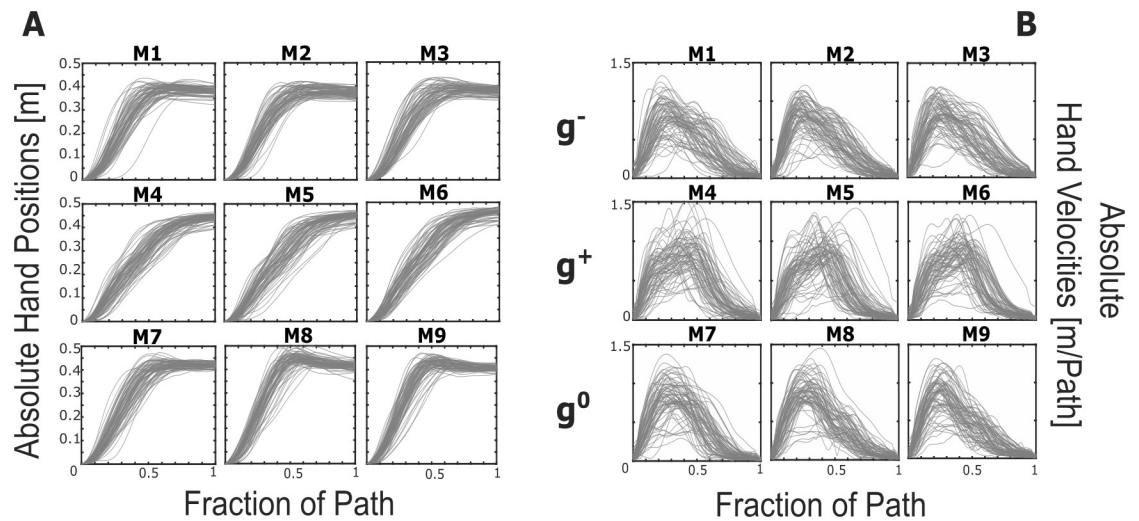 A
M1 M2 M3
0.5
0.4
0.3
0.2
0.1
0
M4 M5 M6
0.5
0.4
0.3
0.2
0.1
0
M7 M8 M9
0.5
0.4
0.3
0.2
0.1
0 0.5 1 0.5 1 0.5 1
Absolute Hand Positions [m]
Fraction of Path
B
M1 M2 M3
1.5
g-
0
M4 M5 M6
1.5
g+
0
M7 M8 M9
1.5
g0
0 0.5 1 0.5 1 0.5 1
Absolute
Hand Velocities [m/Path]
Fraction of Path